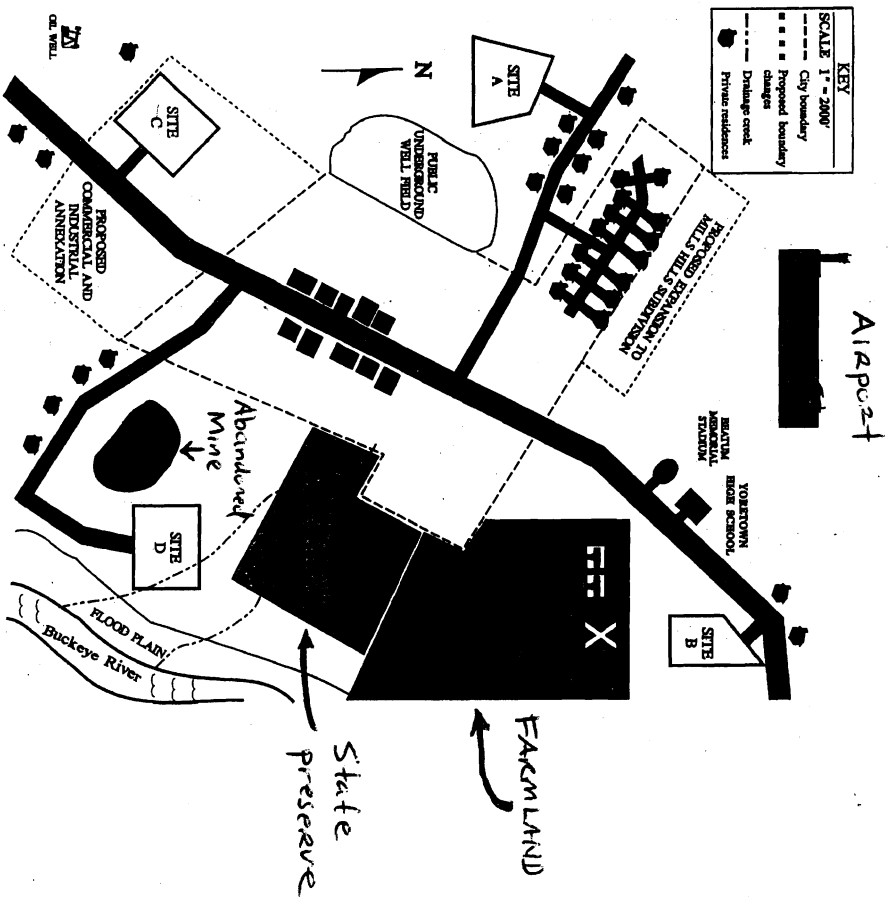 KEY
SCALE 1" = 2000'
City boundary
Proposed boundary
changes
Drainage creek
Private residences
AIRPORT
PROPOSED EXPANSION TO
MILLS HILLS SUBDIVISION
SITE
A
N
PUBLIC
UNDERGROUND
WELL FIELD
OIL WELL
SITE
C
PROPOSED
COMMERCIAL AND
INDUSTRIAL
ANNEXATION
BEATUM
MEMORIAL
STADIUM
YORETOWN
HIGH SCHOOL
SITE
B
Abandoned
Mine
SITE
D
FLOOD PLAIN
Buckeye River
FARMLAND
State
preserve